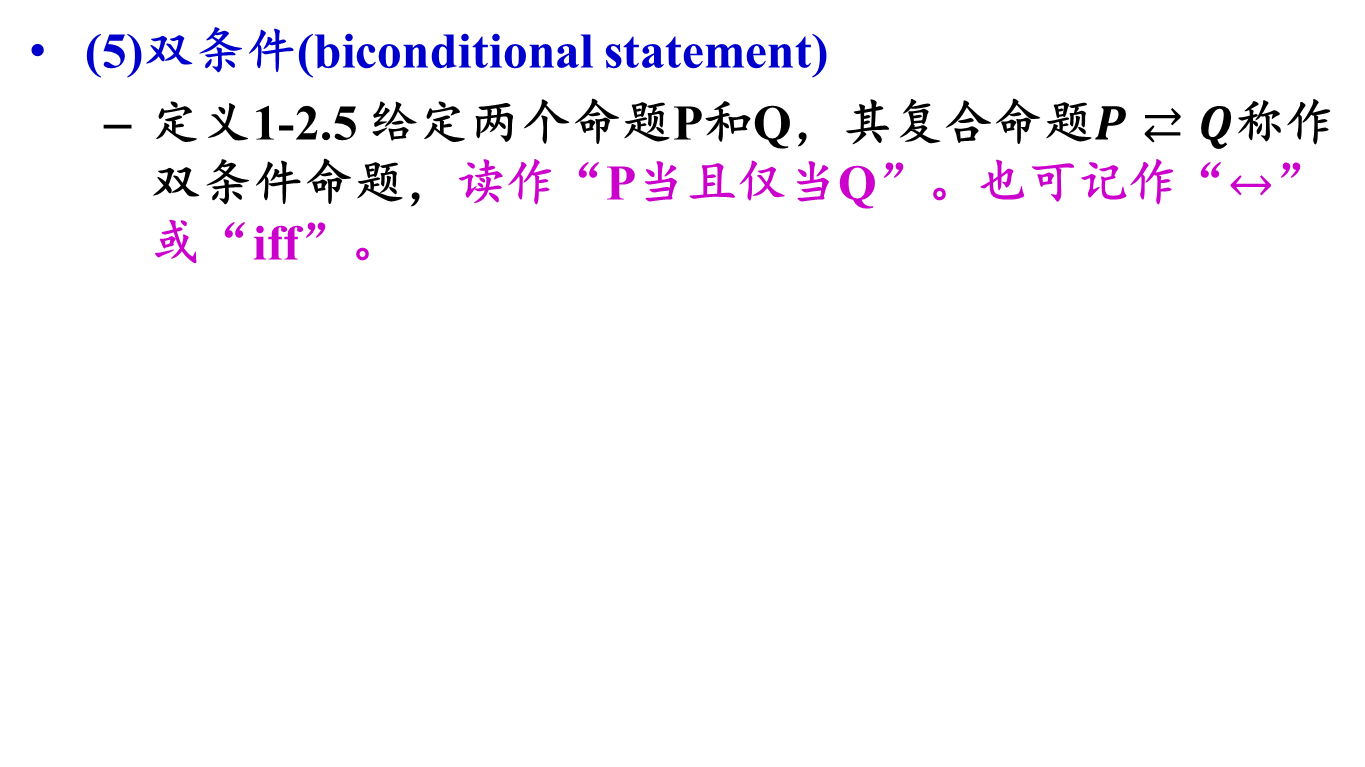 • (5)双条件(biconditional statement)
– 定义1-2.5 给定两个命题P和Q，其复合命题𝑷 ⇄ 𝑸称作
双条件命题，读作“P当且仅当Q”。也可记作“↔”
或“iff”。